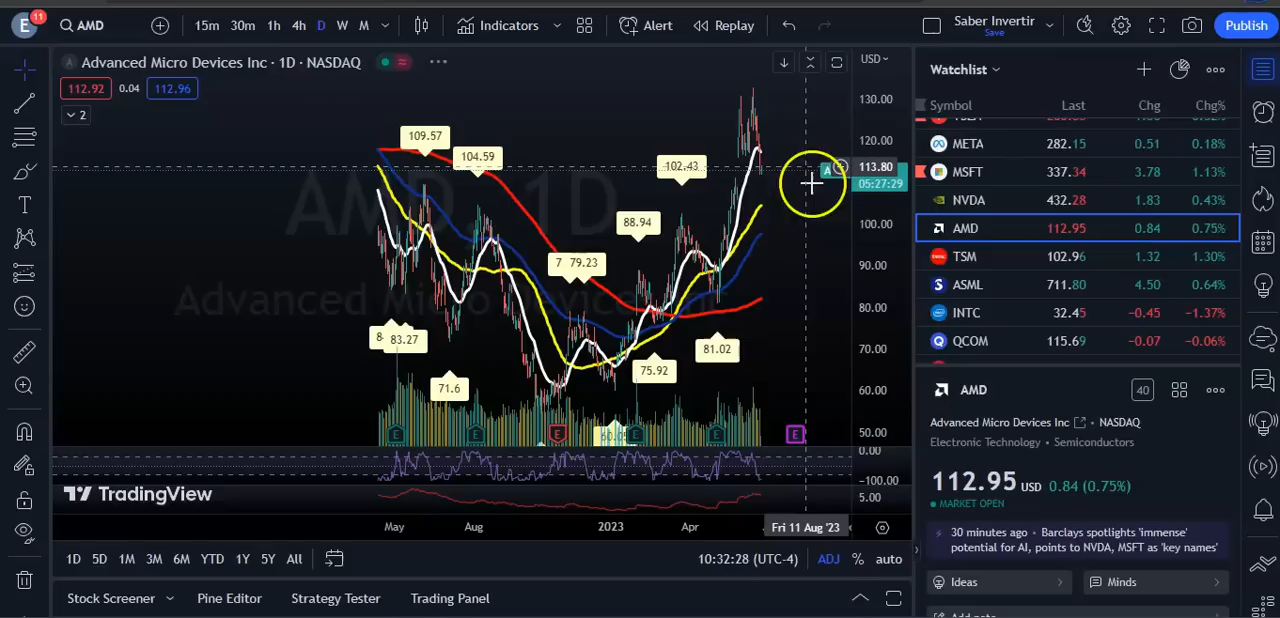 E 11 AMD 15m 30m 1h 4h D W M Indicators Alert Replay Saber Invertir Save Publish
Advanced Micro Devices Inc · 1D · NASDAQ
USD
112.92 0.04 112.96
2
130.00
120.00
113.80
05:27:29
100.00
90.00
80.00
70.00
60.00
50.00
0.00
-100.00
5.00
AMD 1D
Advanced Micro Devices Inc
109.57
104.59
102.43
88.94
7 79.23
8 83.27
71.6
75.92
81.02
E E E E E E
TradingView
May Aug 2023 Apr Fri 11 Aug '23
1D 5D 1M 3M 6M YTD 1Y 5Y All 10:32:28 (UTC-4) ADJ % auto
Stock Screener Pine Editor Strategy Tester Trading Panel
Watchlist
Symbol Last Chg Chg%
META 282.15 0.51 0.18%
MSFT 337.34 3.78 1.13%
NVDA 432.28 1.83 0.43%
AMD 112.95 0.84 0.75%
TSM 102.96 1.32 1.30%
ASML 711.80 4.50 0.64%
INTC 32.45 −0.45 −1.37%
QCOM 115.69 −0.07 −0.06%
AMD 40
Advanced Micro Devices Inc • NASDAQ
Electronic Technology • Semiconductors
112.95 USD 0.84 (0.75%)
MARKET OPEN
30 minutes ago • Barclays spotlights 'immense'
potential for AI, points to NVDA, MSFT as 'key names'
Ideas Minds